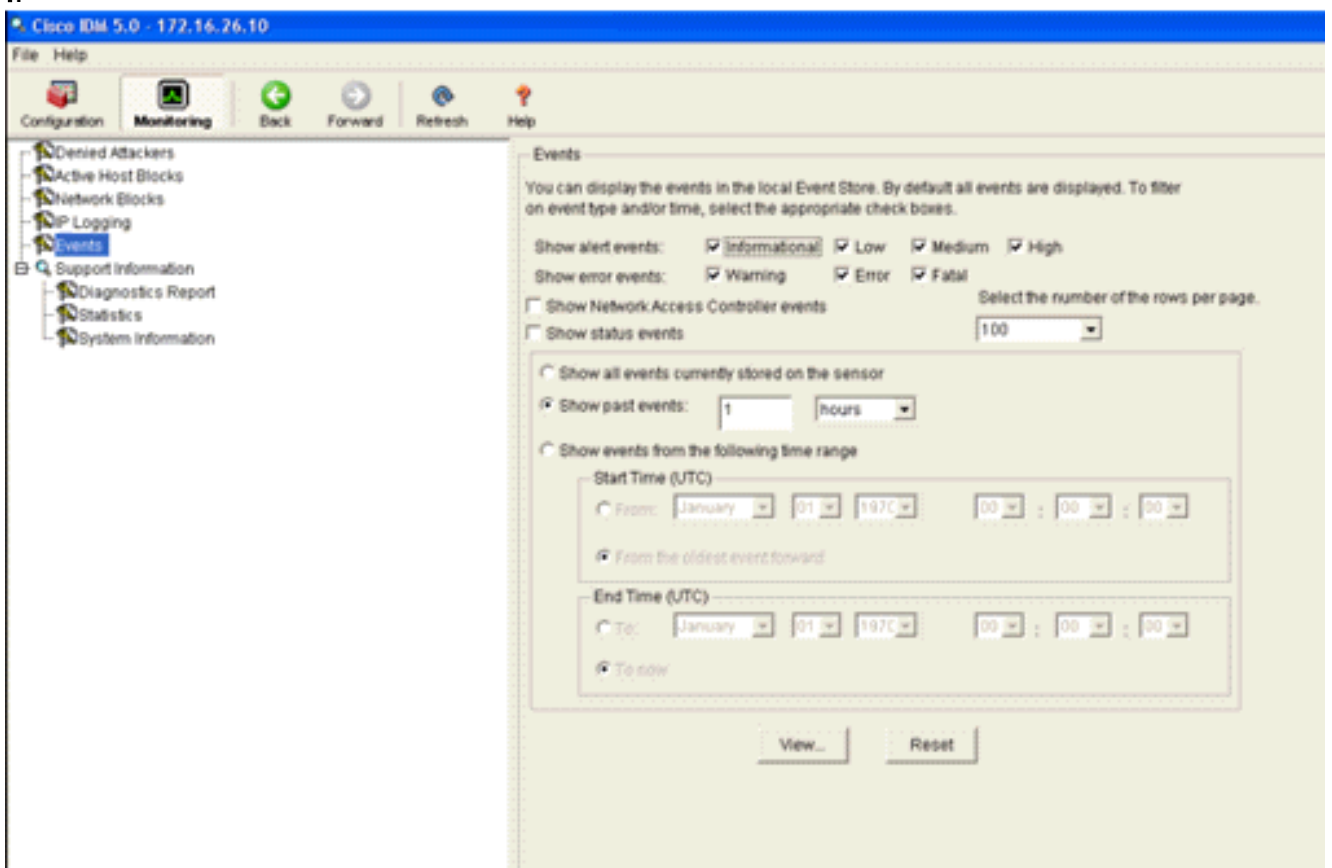 Cisco IDM 5.0 - 172.16.26.10
File Help
Configuration Monitoring Back Forward Refresh Help
Denied Attackers
Active Host Blocks
Network Blocks
IP Logging
Events
Support Information
Diagnostics Report
Statistics
System Information
Events
You can display the events in the local Event Store. By default all events are displayed. To filter
on event type and/or time, select the appropriate check boxes.
Show alert events: Informational Low Medium High
Show error events: Warning Error Fatal
Show Network Access Controller events
Select the number of the rows per page.
Show status events
100
Show all events currently stored on the sensor
Show past events: 1 hours
Show events from the following time range
Start Time (UTC)
From: January 01 1970 00 : 00 : 00
From the oldest event forward
End Time (UTC)
To: January 01 1970 00 : 00 : 00
To now
View... Reset